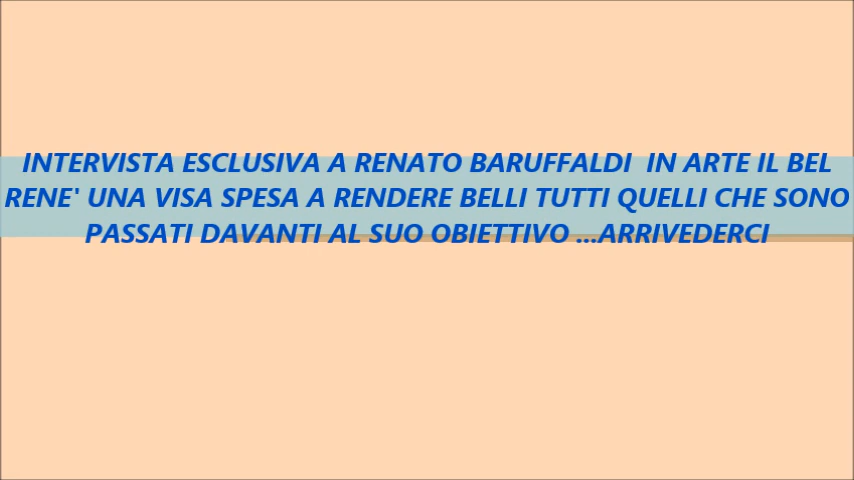 INTERVISTA ESCLUSIVA A RENATO BARUFFALDI  IN ARTE IL BEL
RENE' UNA VISA SPESA A RENDERE BELLI TUTTI QUELLI CHE SONO
PASSATI DAVANTI AL SUO OBIETTIVO ...ARRIVEDERCI